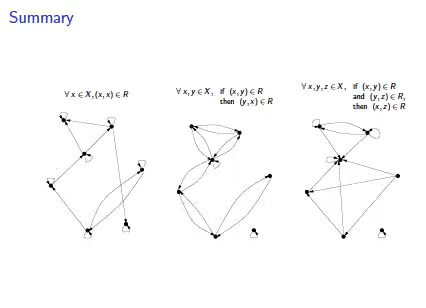 Summary
∀ x ∈ X, (x, x) ∈ R
∀ x, y ∈ X, if (x, y) ∈ R
then (y, x) ∈ R
∀ x, y, z ∈ X, if (x, y) ∈ R
and (y, z) ∈ R,
then (x, z) ∈ R